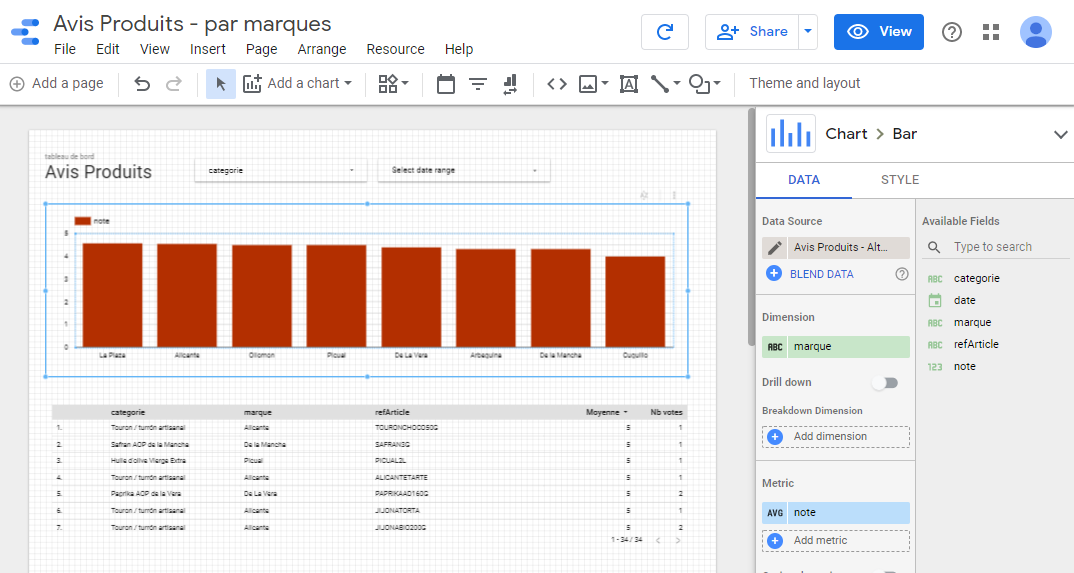 Avis Produits - par marques
File Edit View Insert Page Arrange Resource Help
Share
View
Add a page
Add a chart
Theme and layout
tableau de bord
Avis Produits
categorie
Select date range
note
5
4
3
2
1
0
La Plaza Alicante Oliomon Picual De La Vera Arbequina De la Mancha Cuquillo
categorie marque refArticle Moyenne Nb votes
1. Touron / turrón artisanal Alicante TOURONCHOCO50G 5 1
2. Safran AOP de la Mancha De la Mancha SAFRAN3G 5 1
3. Huile d'olive Vierge Extra Picual PICUAL2L 5 1
4. Touron / turrón artisanal Alicante ALICANTETARTE 5 1
5. Paprika AOP de la Vera De La Vera PAPRIKAAD160G 5 2
6. Touron / turrón artisanal Alicante JIJONATORTA 5 1
7. Touron / turrón artisanal Alicante JIJONABIO200G 5 2
1 - 34 / 34
Chart > Bar
DATA STYLE
Data Source
Avis Produits - Alt...
BLEND DATA
Dimension
ABC marque
Drill down
Breakdown Dimension
Add dimension
Metric
AVG note
Add metric
Available Fields
Type to search
ABC categorie
date
ABC marque
ABC refArticle
123 note